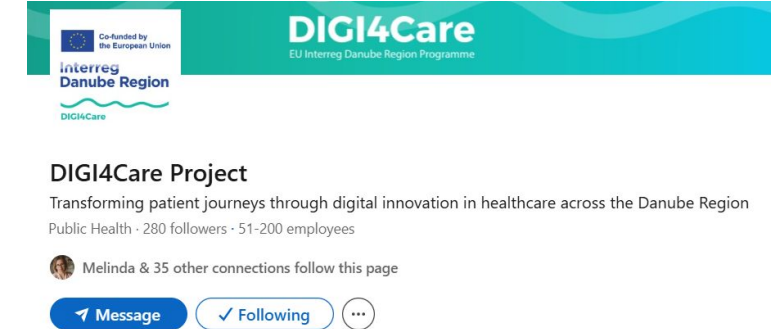 DIGI4Care
EU Interreg Danube Region Programme
Co-funded by
the European Union
Interreg
Danube Region
DIGI4Care
DIGI4Care Project
Transforming patient journeys through digital innovation in healthcare across the Danube Region
Public Health · 280 followers · 51-200 employees
Melinda & 35 other connections follow this page
Message
Following